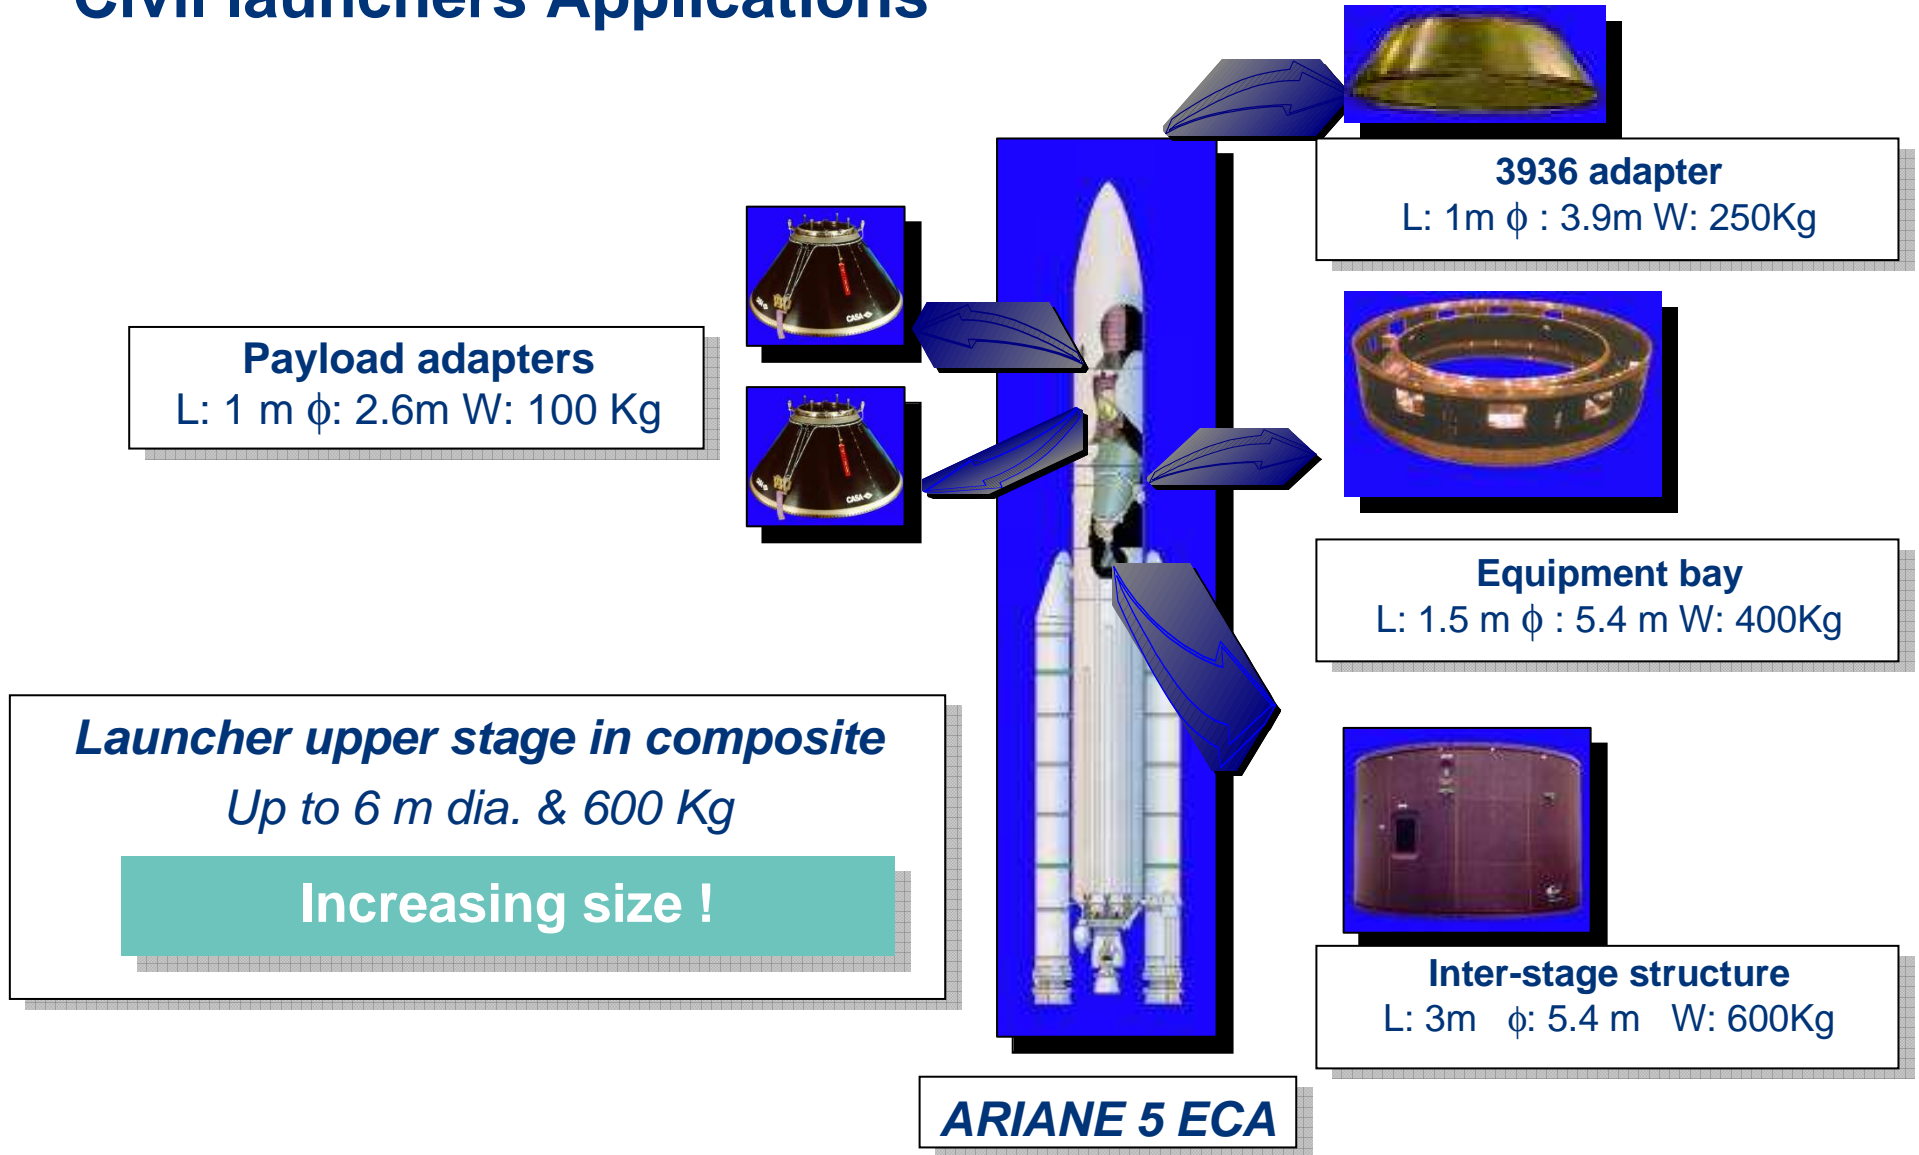 Civil launchers Applications
3936 adapter
L: 1m ϕ : 3.9m W: 250Kg
Payload adapters
L: 1 m ϕ: 2.6m W: 100 Kg
CASA
CASA
Equipment bay
L: 1.5 m ϕ : 5.4 m W: 400Kg
Launcher upper stage in composite
Up to 6 m dia. & 600 Kg
Increasing size !
Inter-stage structure
L: 3m ϕ: 5.4 m W: 600Kg
ARIANE 5 ECA